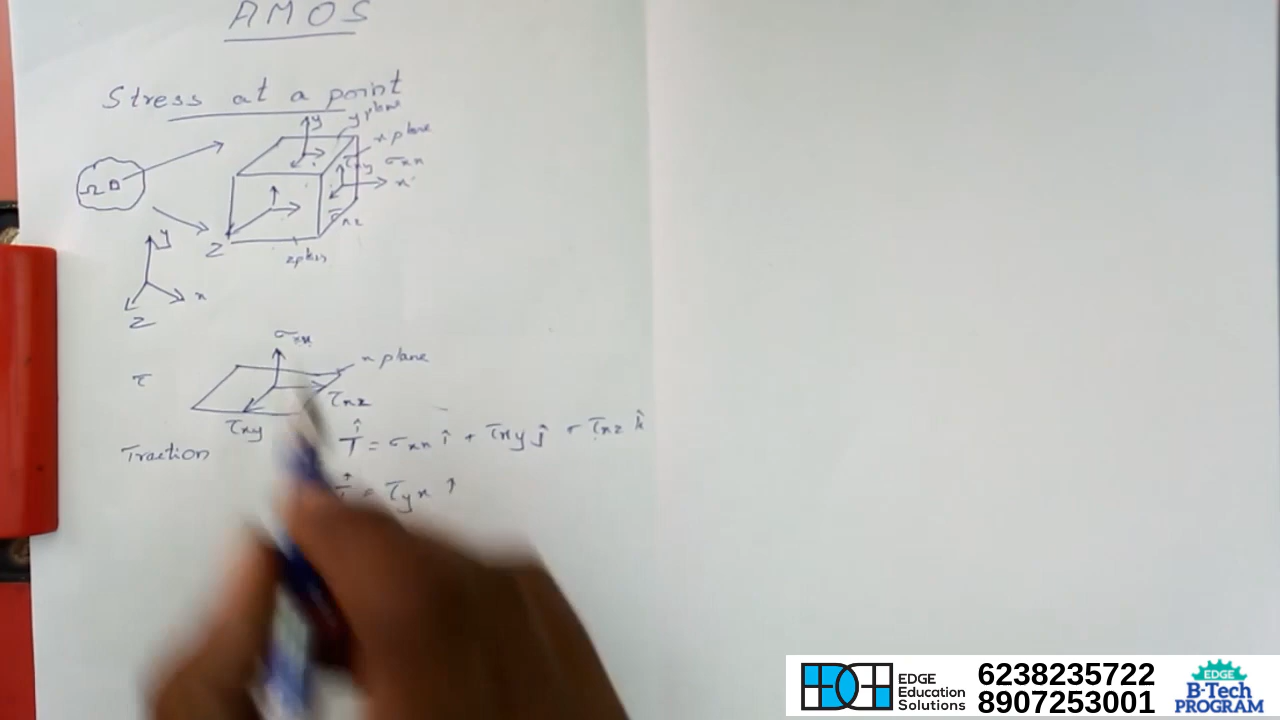 AMOS
Stress at a point
y
y plane
x plane
τxy σxx
x
Ω
τxz
z
z plane
y
x
z
σxx
x plane
τ
τxz
τxy
Traction
T̂ = σxx î + τxy ĵ + τxz k̂
= τyx
EDGE
Education
Solutions
6238235722
8907253001
EDGE
B-Tech
PROGRAM